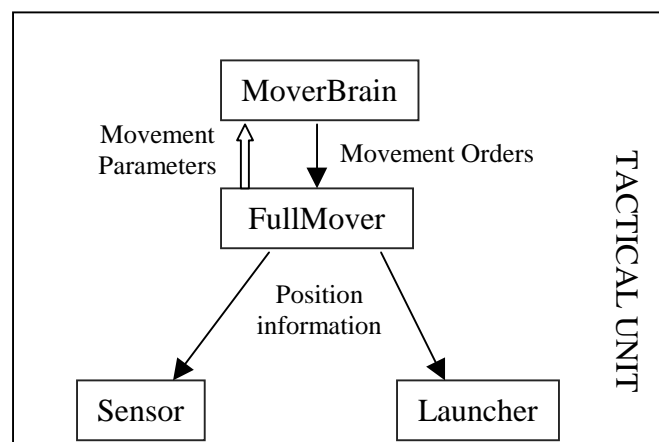 MoverBrain
Movement
Parameters
Movement Orders
FullMover
Position
information
Sensor
Launcher
TACTICAL UNIT